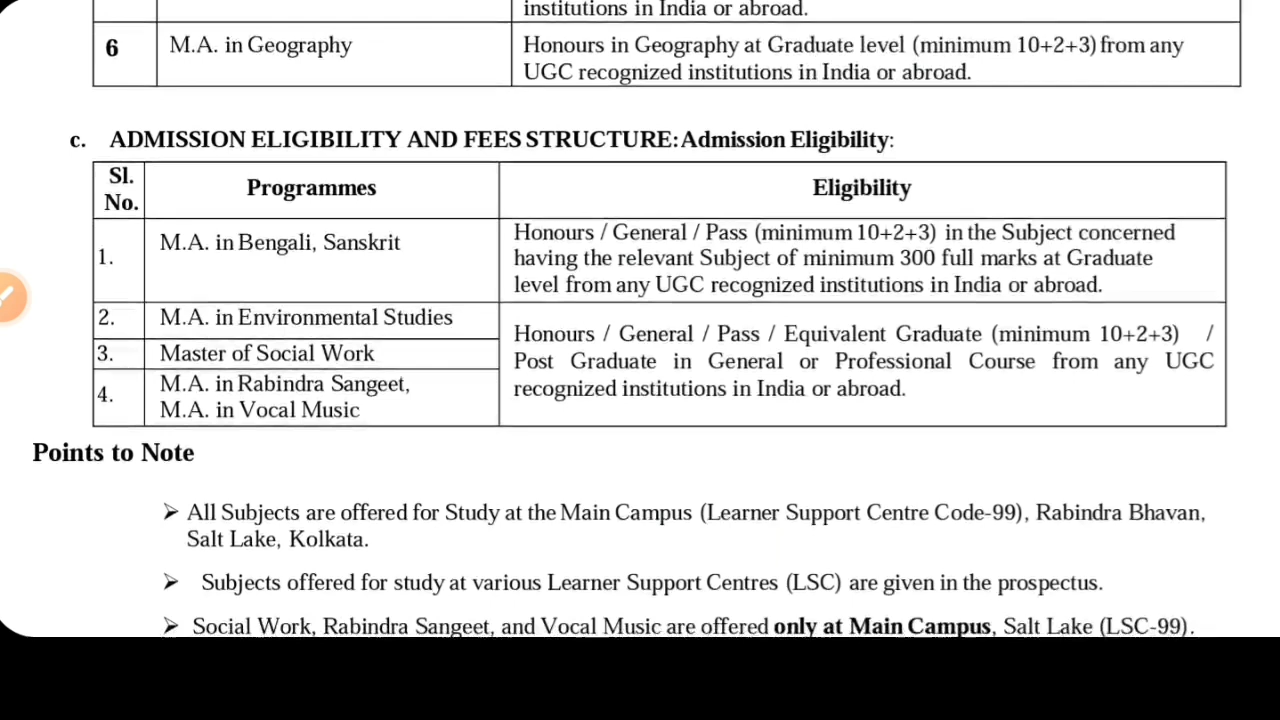 institutions in India or abroad.
6 M.A. in Geography Honours in Geography at Graduate level (minimum 10+2+3) from any
UGC recognized institutions in India or abroad.
c. ADMISSION ELIGIBILITY AND FEES STRUCTURE: Admission Eligibility:
Sl.
No.
Programmes
Eligibility
1.
M.A. in Bengali, Sanskrit
Honours / General / Pass (minimum 10+2+3) in the Subject concerned
having the relevant Subject of minimum 300 full marks at Graduate
level from any UGC recognized institutions in India or abroad.
2. M.A. in Environmental Studies
3. Master of Social Work
4.
M.A. in Rabindra Sangeet,
M.A. in Vocal Music
Honours / General / Pass / Equivalent Graduate (minimum 10+2+3) /
Post Graduate in General or Professional Course from any UGC
recognized institutions in India or abroad.
Points to Note
➢ All Subjects are offered for Study at the Main Campus (Learner Support Centre Code-99), Rabindra Bhavan,
Salt Lake, Kolkata.
➢ Subjects offered for study at various Learner Support Centres (LSC) are given in the prospectus.
➢ Social Work, Rabindra Sangeet, and Vocal Music are offered only at Main Campus, Salt Lake (LSC-99).